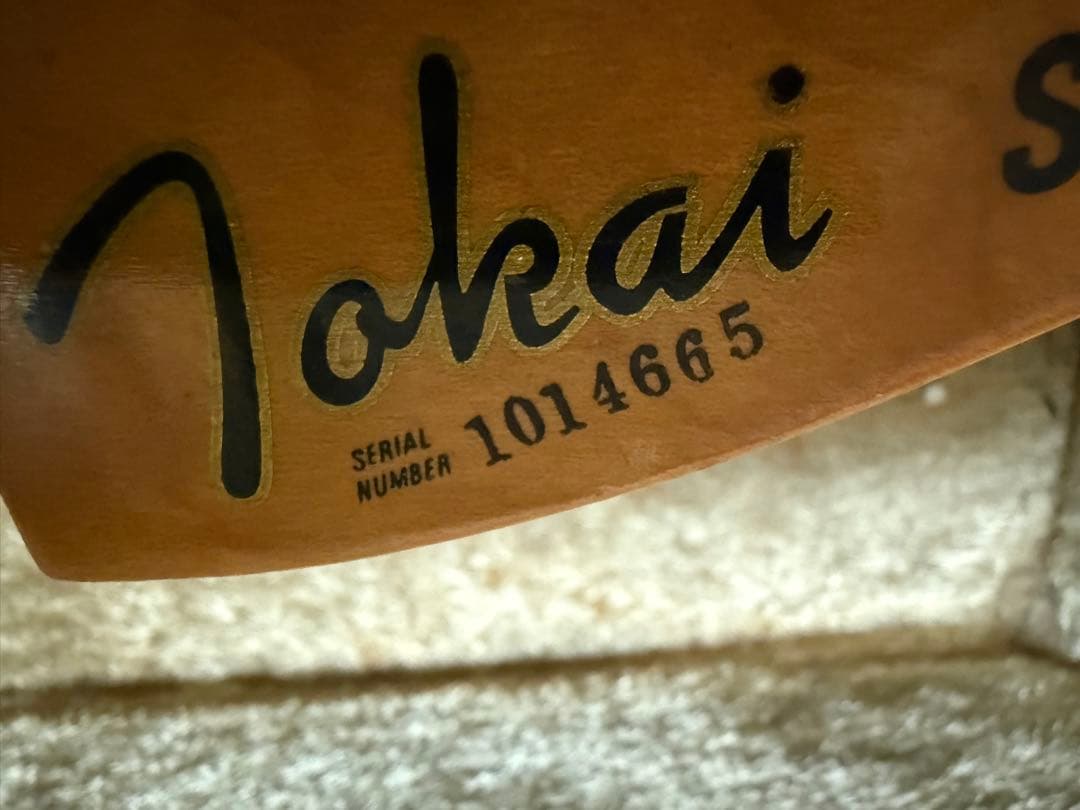 Tokai S
SERIAL
NUMBER 1014665